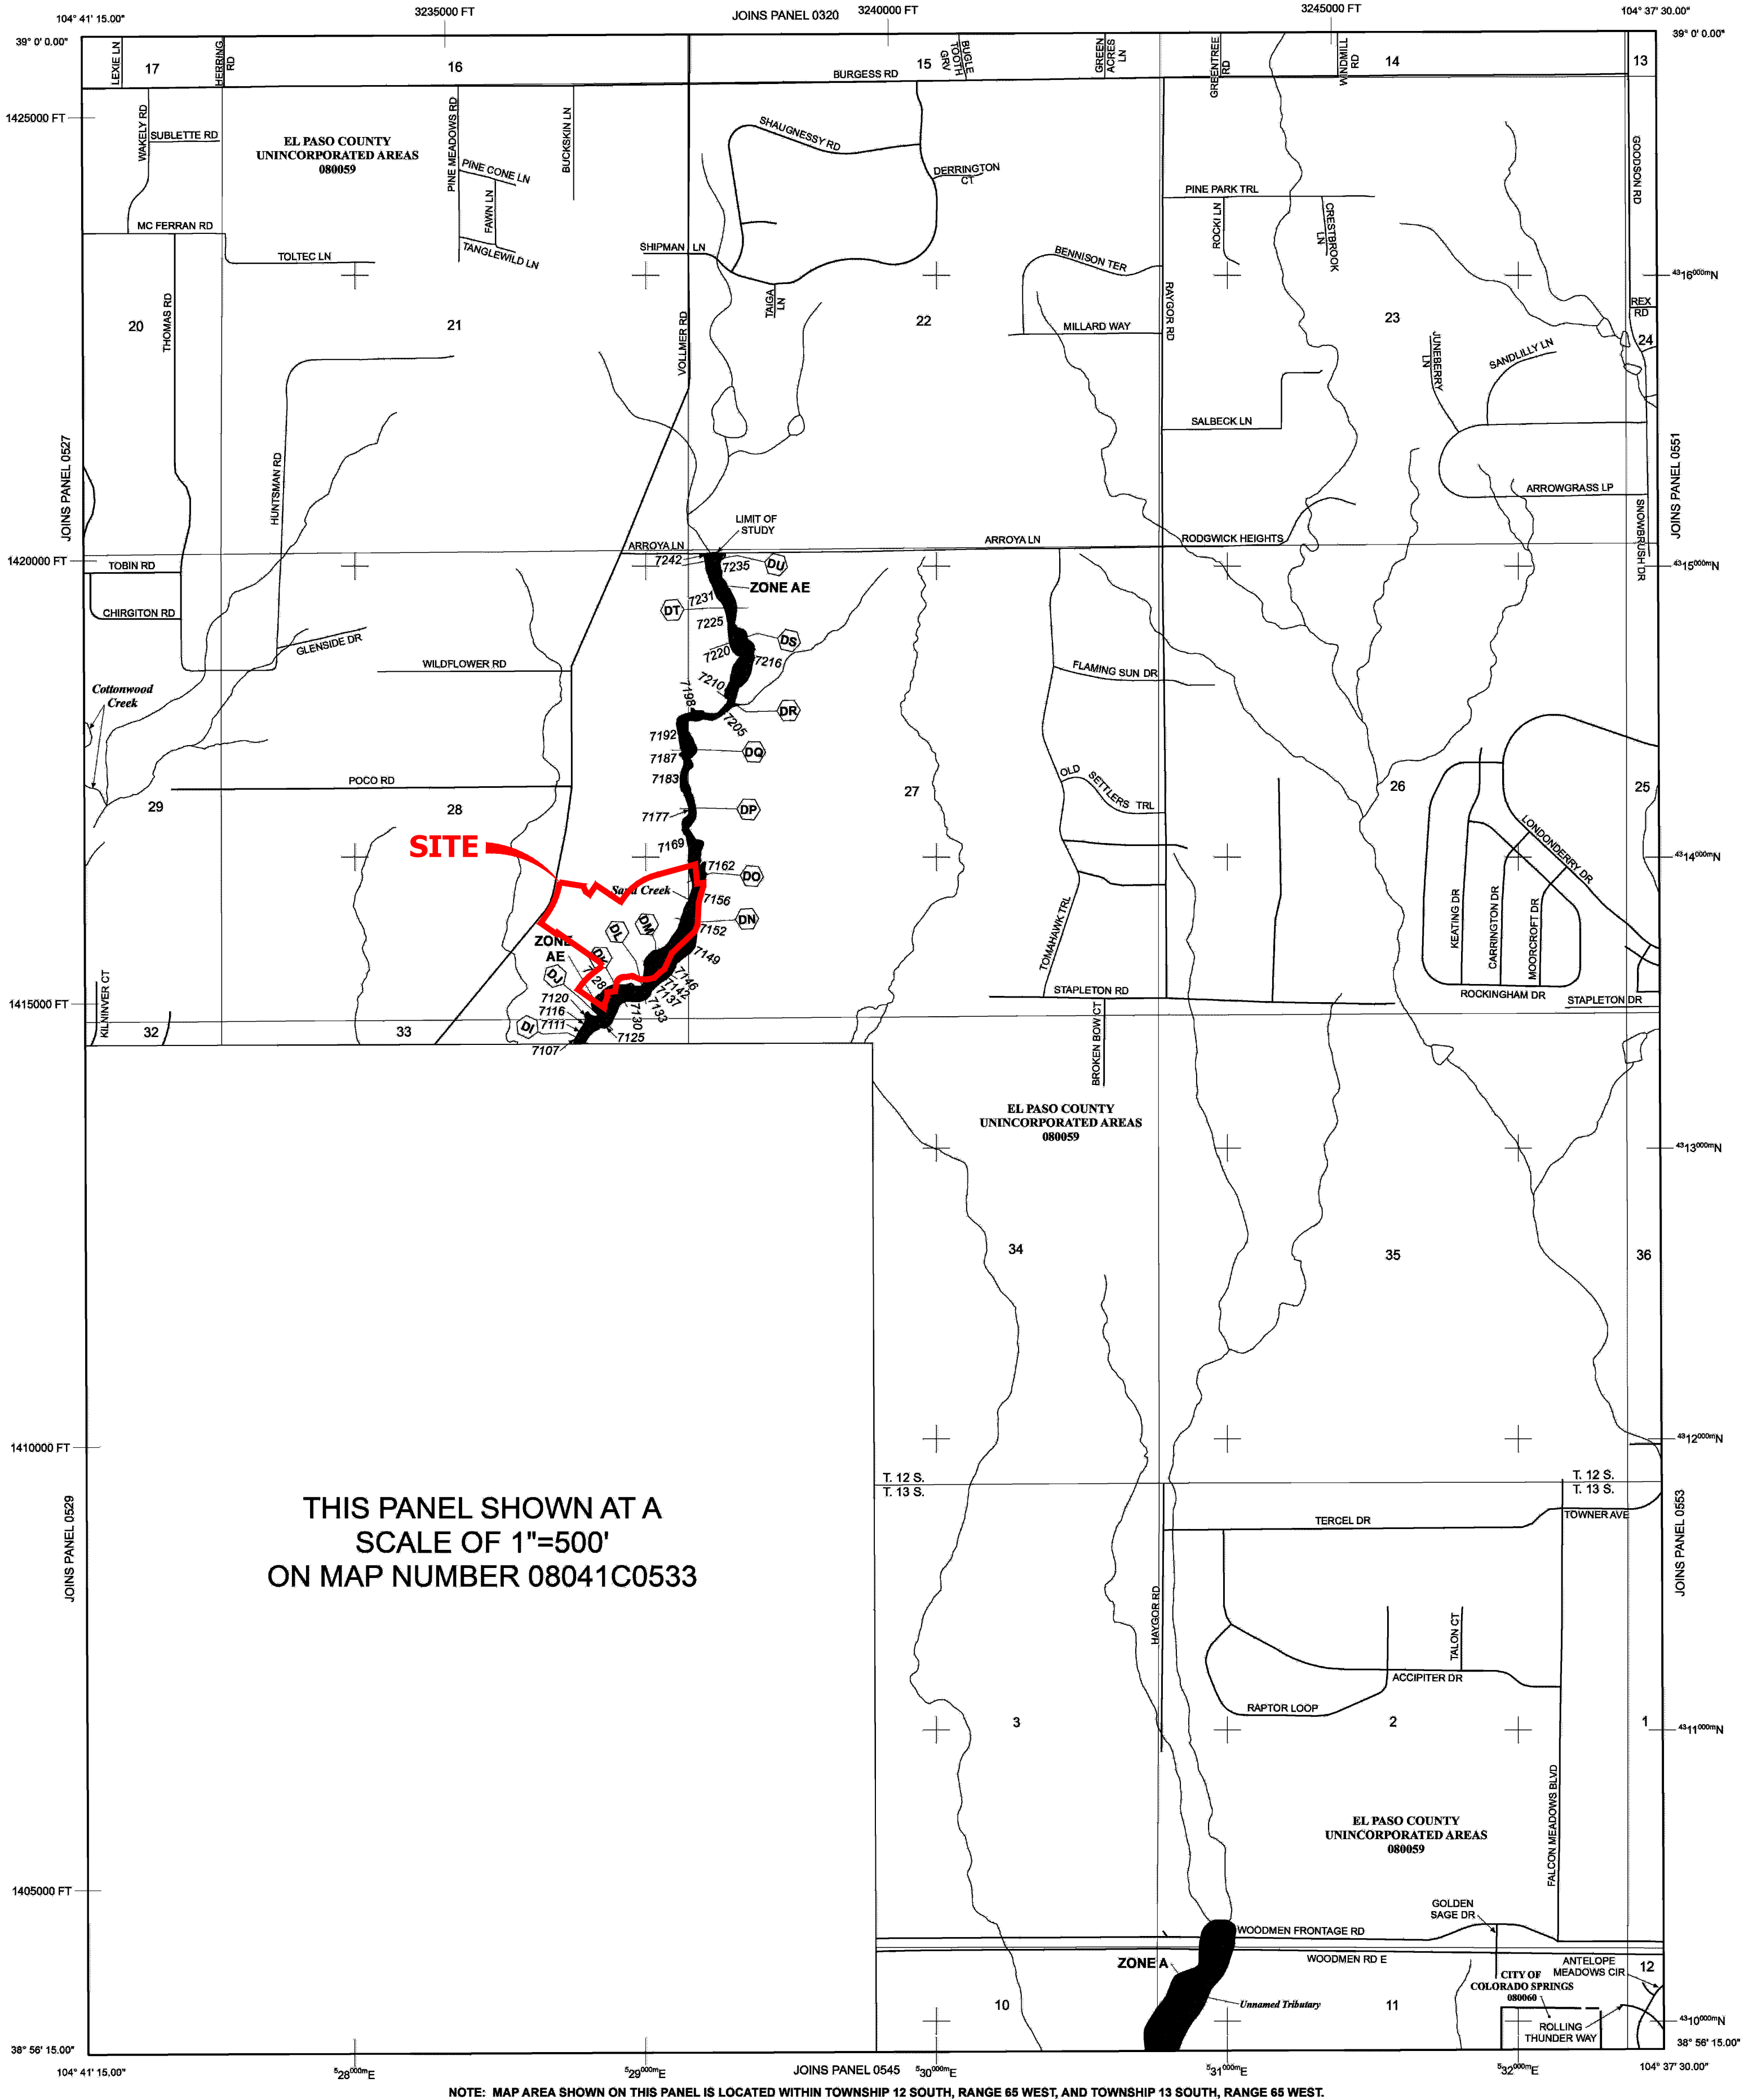 104° 41' 15.00"
3235000 FT
JOINS PANEL 0320
3240000 FT
3245000 FT
104° 37' 30.00"
39° 0' 0.00"
39° 0' 0.00"
LEXIE LN
17
HERRING
RD
16
15
BUGLE
TOOTH
GRV
GREEN
ACRES
LN
GREENTREE
RD
WINDMILL
RD
14
13
BURGESS RD
1425000 FT
WAKELY RD
SUBLETTE RD
EL PASO COUNTY
UNINCORPORATED AREAS
080059
PINE MEADOWS RD
PINE CONE LN
FAWN LN
TANGLEWILD LN
BUCKSKIN LN
SHAUGNESSY RD
DERRINGTON
CT
PINE PARK TRL
ROCKI LN
CRESTBROOK
LN
GOODSON RD
MC FERRAN RD
TOLTEC LN
SHIPMAN LN
TAIGA
LN
BENNISON TER
RAYGOR RD
MILLARD WAY
4316000mN
REX
RD
20
THOMAS RD
21
VOLLMER RD
22
23
24
JUNEBERRY
LN
SANDLILLY LN
SALBECK LN
JOINS PANEL 0527
HUNTSMAN RD
JOINS PANEL 0551
ARROWGRASS LP
SNOWBRUSH DR
LIMIT OF
STUDY
1420000 FT
TOBIN RD
CHIRGITON RD
ARROYA LN
ARROYA LN
RODGWICK HEIGHTS
4315000mN
7242
7235
DU
ZONE AE
7231
DT
7225
DS
7220
7216
GLENSIDE DR
WILDFLOWER RD
FLAMING SUN DR
7210
7198
DR
7205
Cottonwood
Creek
7192
DQ
7187
7183
POCO RD
OLD SETTLERS TRL
29
28
27
26
25
DP
7177
LONDONDERRY DR
SITE
7169
7162
DO
4314000mN
Sand Creek
7156
DN
7152
7149
DM
DL
DK
ZONE
AE
DJ
7128
7146
7142
7137
7133
7130
TOMAHAWK TRL
KEATING DR
CARRINGTON DR
MOORCROFT DR
ROCKINGHAM DR
STAPLETON RD
STAPLETON DR
1415000 FT
KILNINVER CT
7120
7116
7111
DI
7125
7107
32
33
BROKEN BOW CT
EL PASO COUNTY
UNINCORPORATED AREAS
080059
4313000mN
34
35
36
1410000 FT
4312000mN
T. 12 S.
T. 13 S.
T. 12 S.
T. 13 S.
JOINS PANEL 0529
THIS PANEL SHOWN AT A
SCALE OF 1"=500'
ON MAP NUMBER 08041C0533
TERCEL DR
TOWNER AVE
JOINS PANEL 0553
HAYGOR RD
TALON CT
ACCIPITER DR
RAPTOR LOOP
3
2
1
4311000mN
FALCON MEADOWS BLVD
EL PASO COUNTY
UNINCORPORATED AREAS
080059
1405000 FT
GOLDEN
SAGE DR
WOODMEN FRONTAGE RD
WOODMEN RD E
ZONE A
ANTELOPE
MEADOWS CIR
12
CITY OF
COLORADO SPRINGS
080060
Unnamed Tributary
10
11
ROLLING
THUNDER WAY
4310000mN
38° 56' 15.00"
38° 56' 15.00"
104° 41' 15.00"
528000mE
529000mE
JOINS PANEL 0545
530000mE
531000mE
532000mE
104° 37' 30.00"
NOTE: MAP AREA SHOWN ON THIS PANEL IS LOCATED WITHIN TOWNSHIP 12 SOUTH, RANGE 65 WEST, AND TOWNSHIP 13 SOUTH, RANGE 65 WEST.